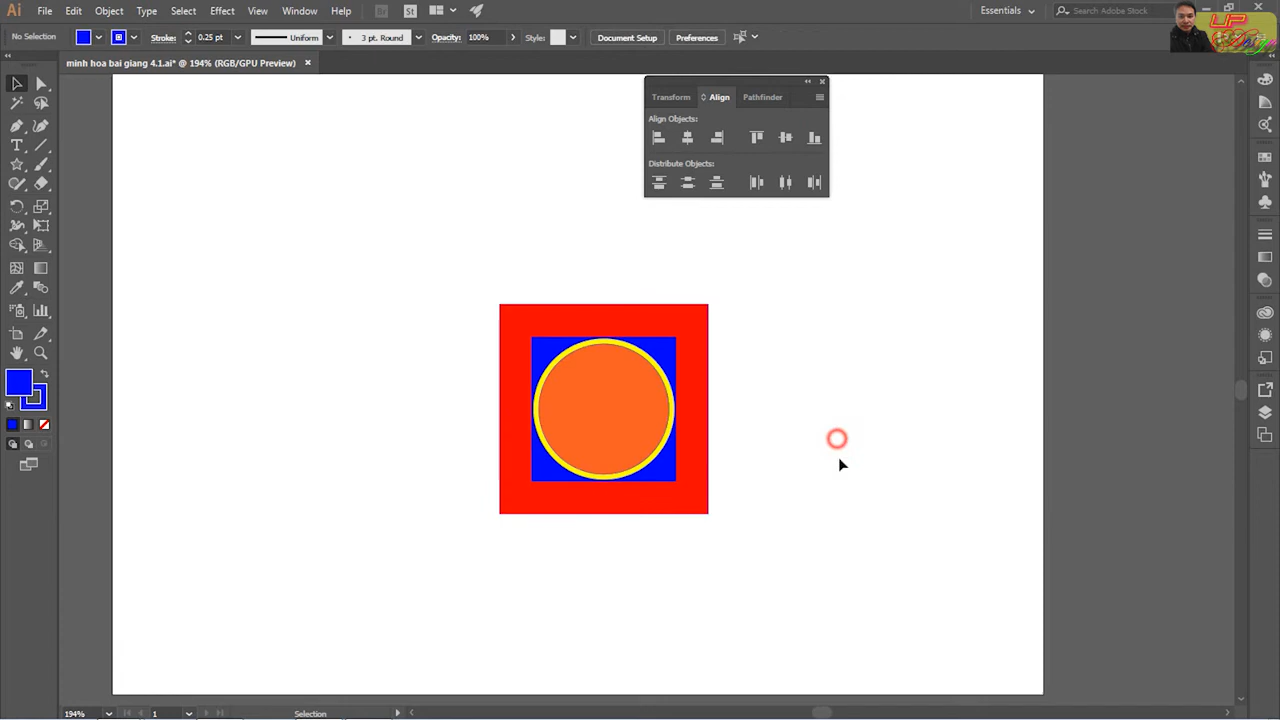 Ai File Edit Object Type Select Effect View Window Help Br St Essentials Search Adobe Stock
UP
No Selection Stroke: 0.25 pt Uniform 3 pt. Round Opacity: 100% Style: Document Setup Preferences
minh hoa bai giang 4.1.ai* @ 194% (RGB/GPU Preview)
Transform Align Pathfinder
Align Objects:
Distribute Objects:
194% 1 Selection